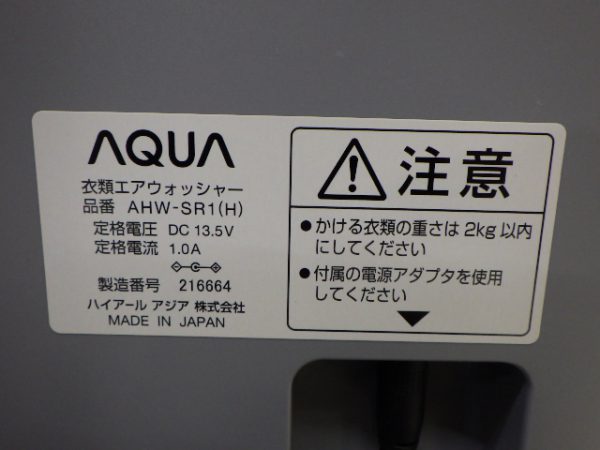 AQUA
衣類エアウォッシャー
品番 AHW-SR1(H)
定格電圧 DC 13.5V
定格電流 1.0A
製造番号 216664
ハイアール アジア 株式会社
MADE IN JAPAN
注意
●かける衣類の重さは2kg以内
にしてください
●付属の電源アダプタを使用
してください